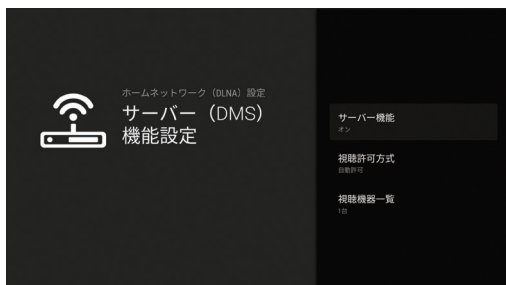 ホームネットワーク（DLNA）設定
サーバー（DMS）
機能設定
サーバー機能
オン
視聴許可方式
自動許可
視聴機器一覧
1台